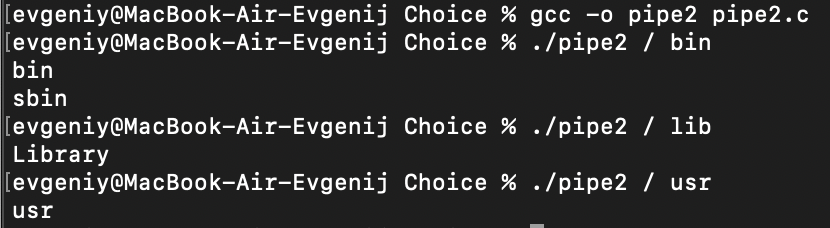 [evgeniy@MacBook-Air-Evgenij Choice % gcc -o pipe2 pipe2.c
[evgeniy@MacBook-Air-Evgenij Choice % ./pipe2 / bin
bin
sbin
[evgeniy@MacBook-Air-Evgenij Choice % ./pipe2 / lib
Library
[evgeniy@MacBook-Air-Evgenij Choice % ./pipe2 / usr
usr